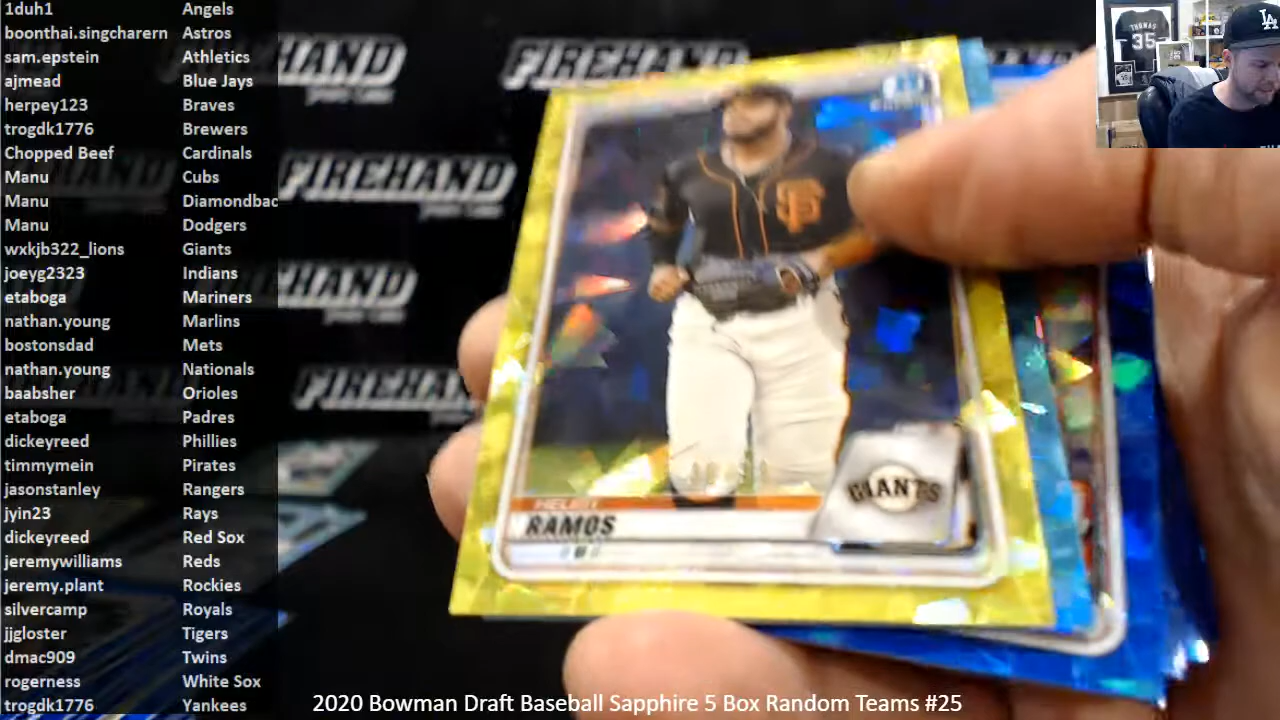 1duh1 Angels
boonthai.singcharern Astros
sam.epstein Athletics
ajmead Blue Jays
herpey123 Braves
trogdk1776 Brewers
Chopped Beef Cardinals
Manu Cubs
Manu Diamondbac
Manu Dodgers
wxkjb322_lions Giants
joeyg2323 Indians
etaboga Mariners
nathan.young Marlins
bostonsdad Mets
nathan.young Nationals
baabsher Orioles
etaboga Padres
dickeyreed Phillies
timmymein Pirates
jasonstanley Rangers
jyin23 Rays
dickeyreed Red Sox
jeremywilliams Reds
jeremy.plant Rockies
silvercamp Royals
jjgloster Tigers
dmac909 Twins
rogerness White Sox
trogdk1776 Yankees
FIREHAND
FIREHAND
FIREHAND
FIREHAND
SF
GIANTS
RAMOS
THOMAS
35
LA
2020 Bowman Draft Baseball Sapphire 5 Box Random Teams #25